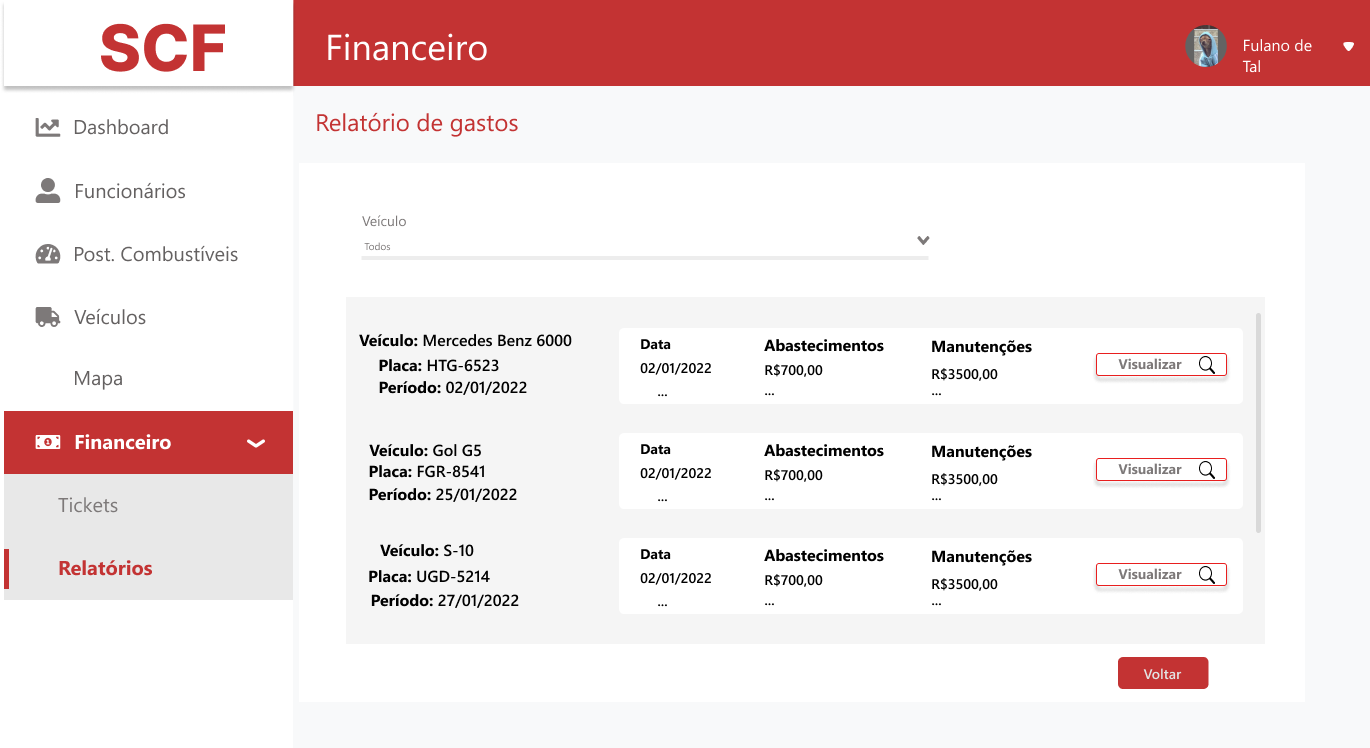 SCF
Financeiro
Fulano de
Tal
Dashboard
Funcionários
Post. Combustíveis
Veículos
Mapa
Financeiro
Tickets
Relatórios
Relatório de gastos
Veículo
Todos
Veículo: Mercedes Benz 6000
Placa: HTG-6523
Período: 02/01/2022
Data
02/01/2022
...
Abastecimentos
R$700,00
...
Manutenções
R$3500,00
...
Visualizar
Veículo: Gol G5
Placa: FGR-8541
Período: 25/01/2022
Data
02/01/2022
...
Abastecimentos
R$700,00
...
Manutenções
R$3500,00
...
Visualizar
Veículo: S-10
Placa: UGD-5214
Período: 27/01/2022
Data
02/01/2022
...
Abastecimentos
R$700,00
...
Manutenções
R$3500,00
...
Visualizar
Voltar